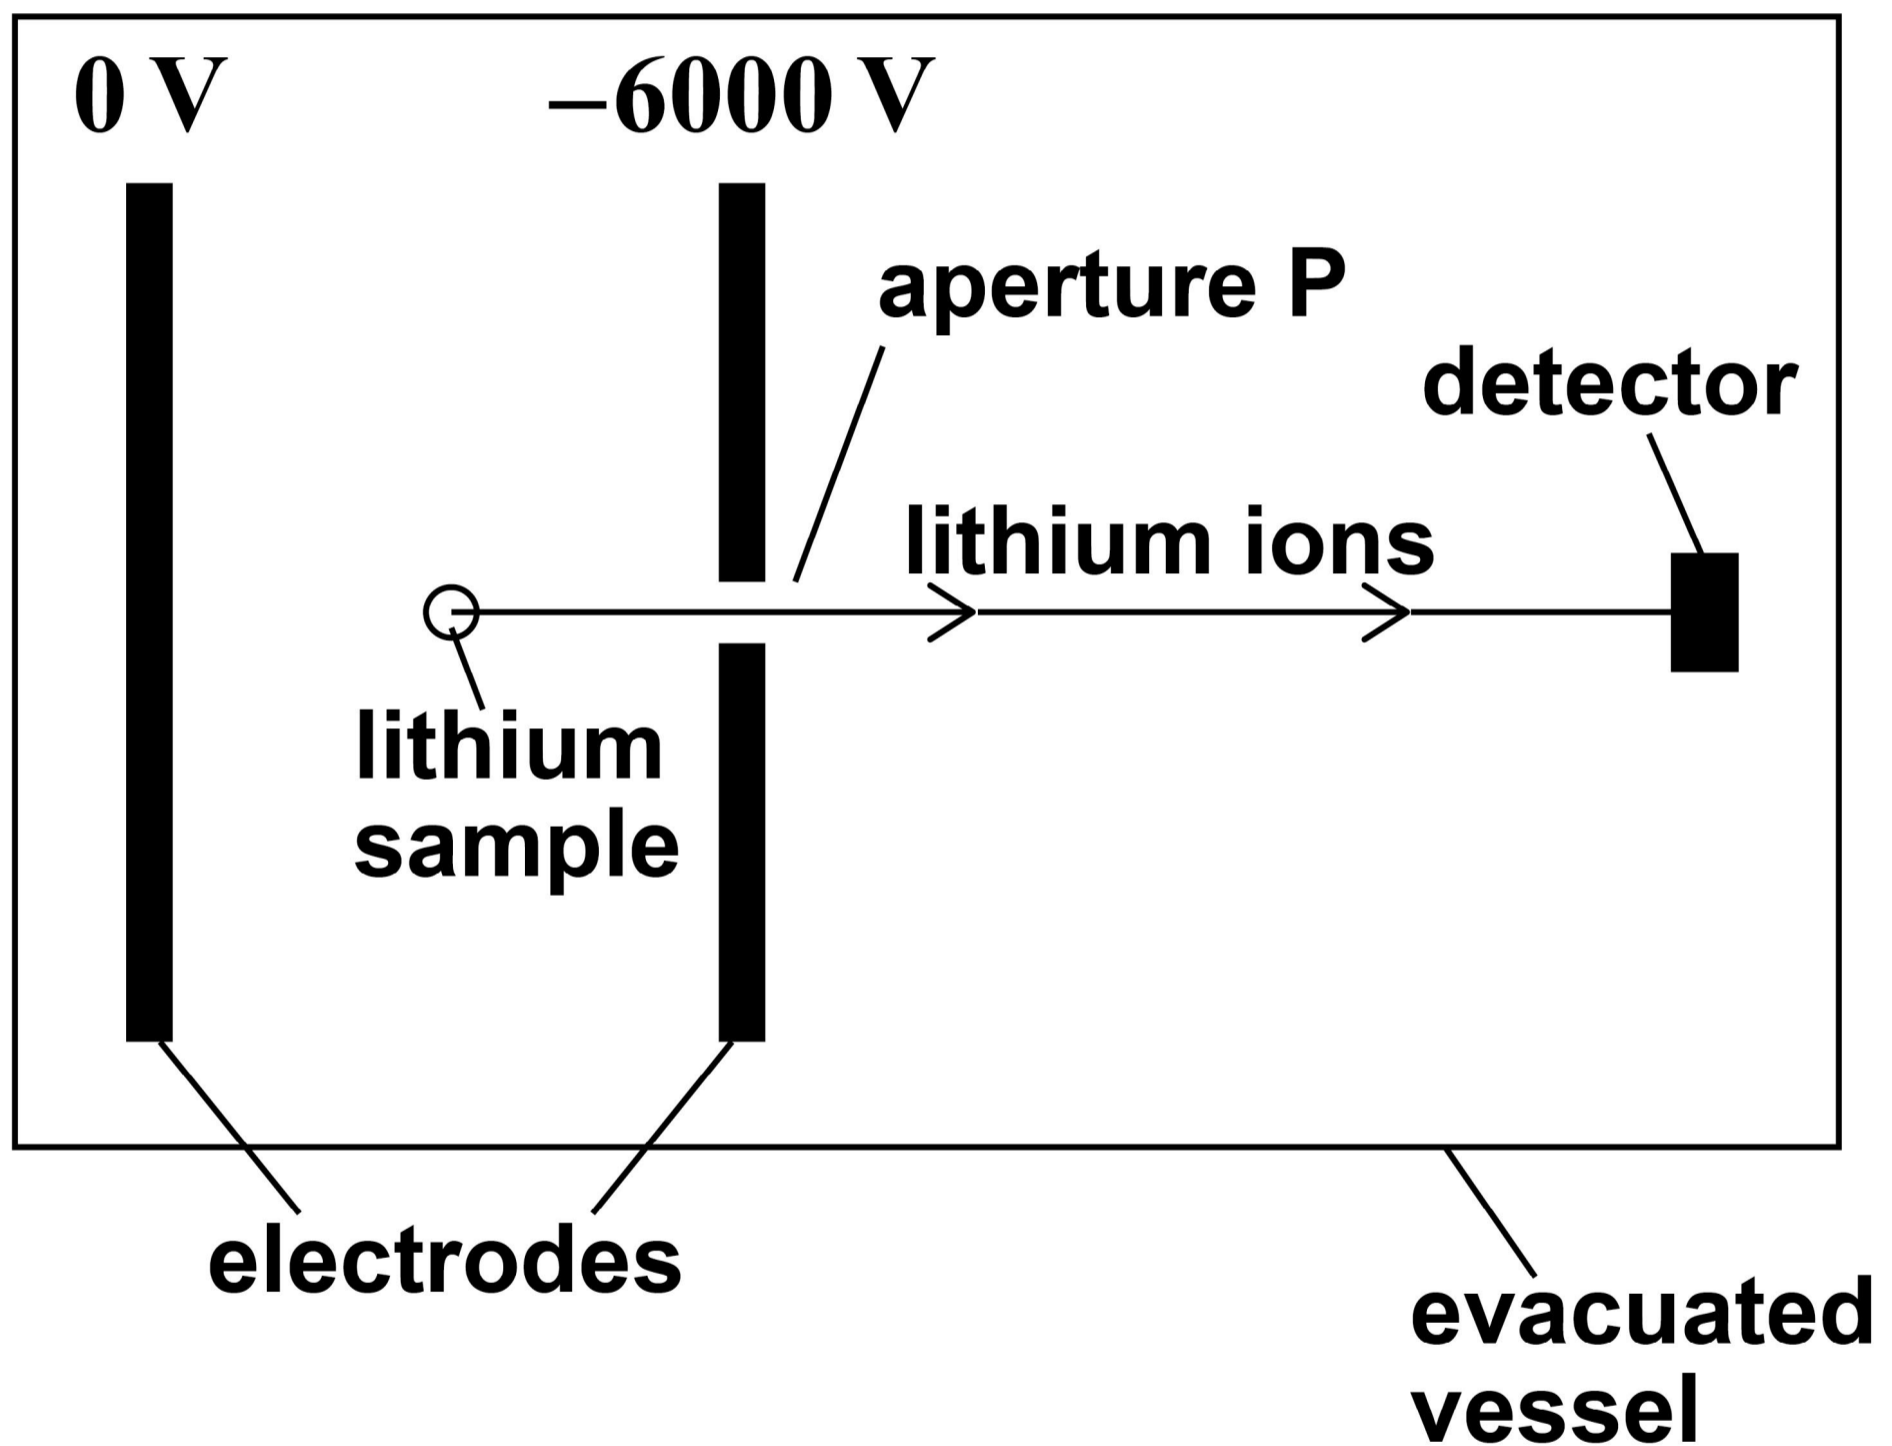 0 V
–6000 V
aperture P
detector
lithium ions
lithium
sample
electrodes
evacuated
vessel